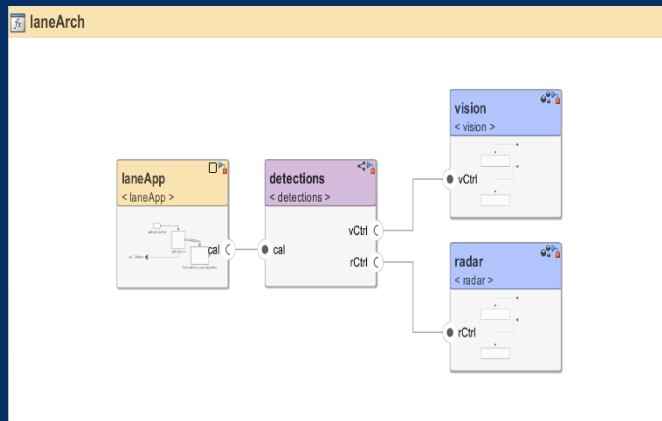 laneArch
laneApp
< laneApp >
cal
detections
< detections >
vCtrl
rCtrl
cal
vision
< vision >
vCtrl
radar
< radar >
rCtrl